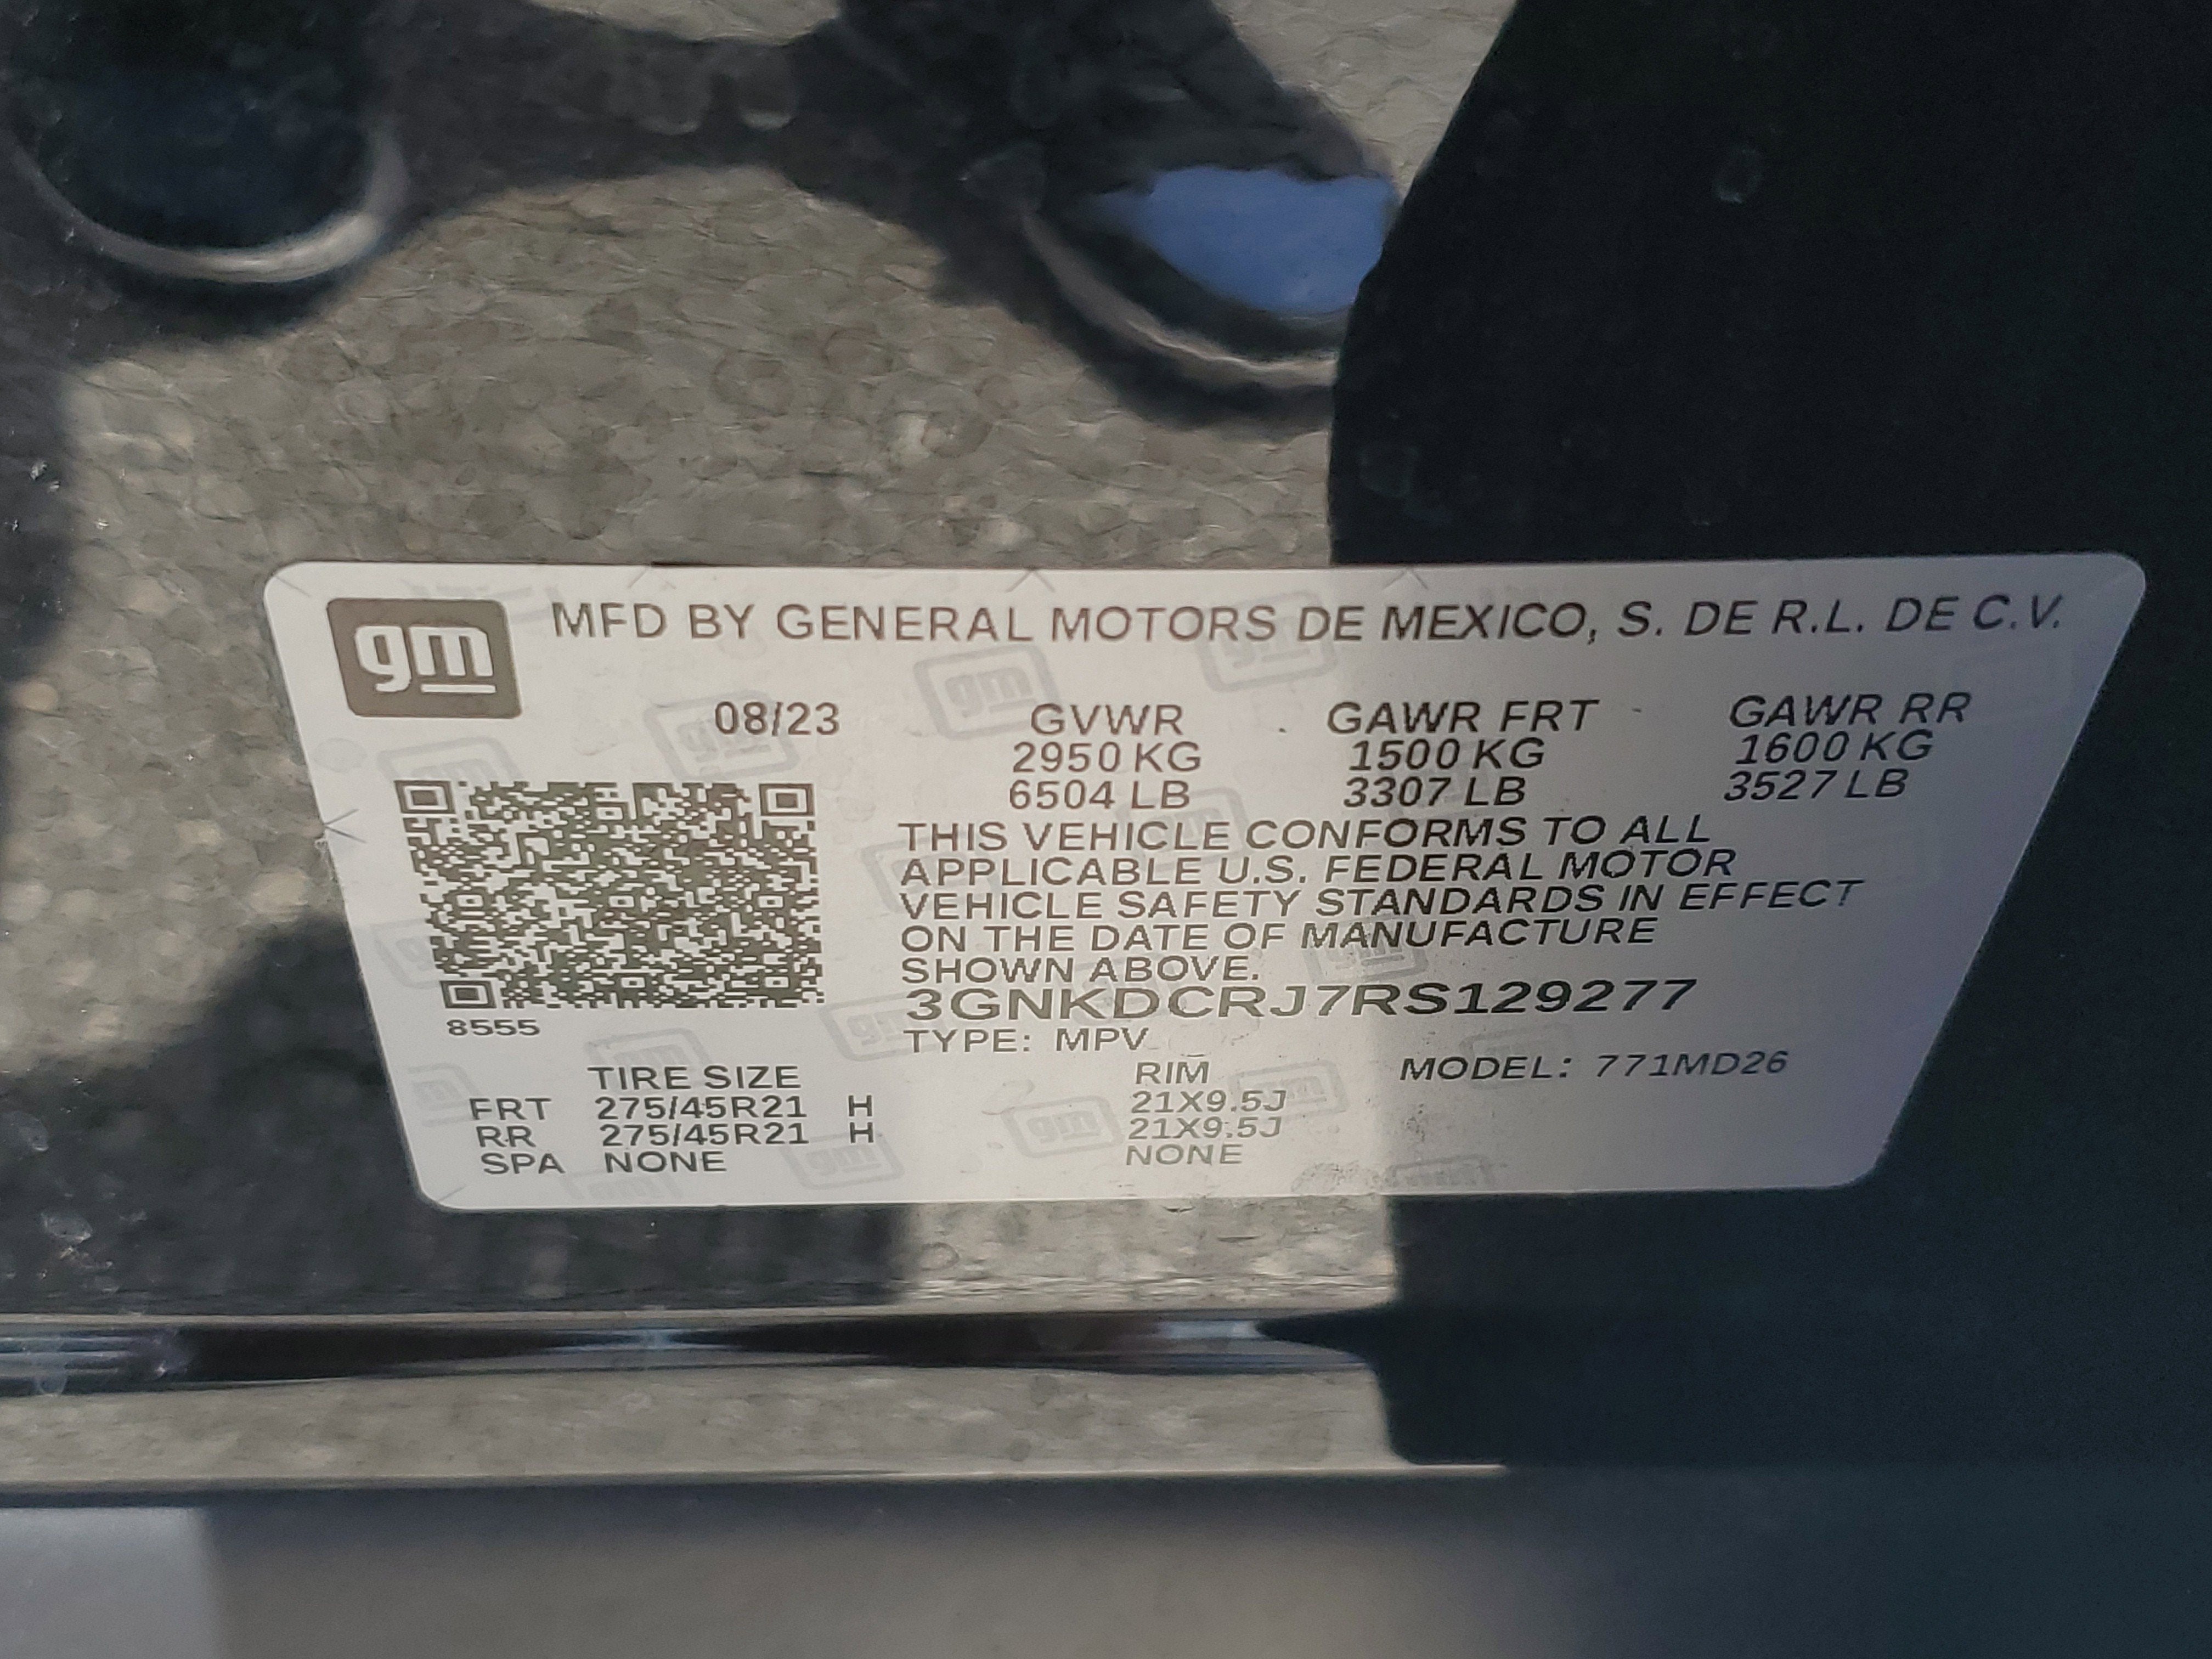 gm
MFD BY GENERAL MOTORS DE MEXICO, S. DE R.L. DE C.V.
08/23 GVWR GAWR FRT GAWR RR
2950 KG 1500 KG 1600 KG
6504 LB 3307 LB 3527 LB
THIS VEHICLE CONFORMS TO ALL
APPLICABLE U.S. FEDERAL MOTOR
VEHICLE SAFETY STANDARDS IN EFFECT
ON THE DATE OF MANUFACTURE
SHOWN ABOVE.
3GNKDCRJ7RS129277
8555
TYPE: MPV
MODEL: 771MD26
TIRE SIZE RIM
FRT 275/45R21 H 21X9.5J
RR 275/45R21 H 21X9.5J
SPA NONE NONE